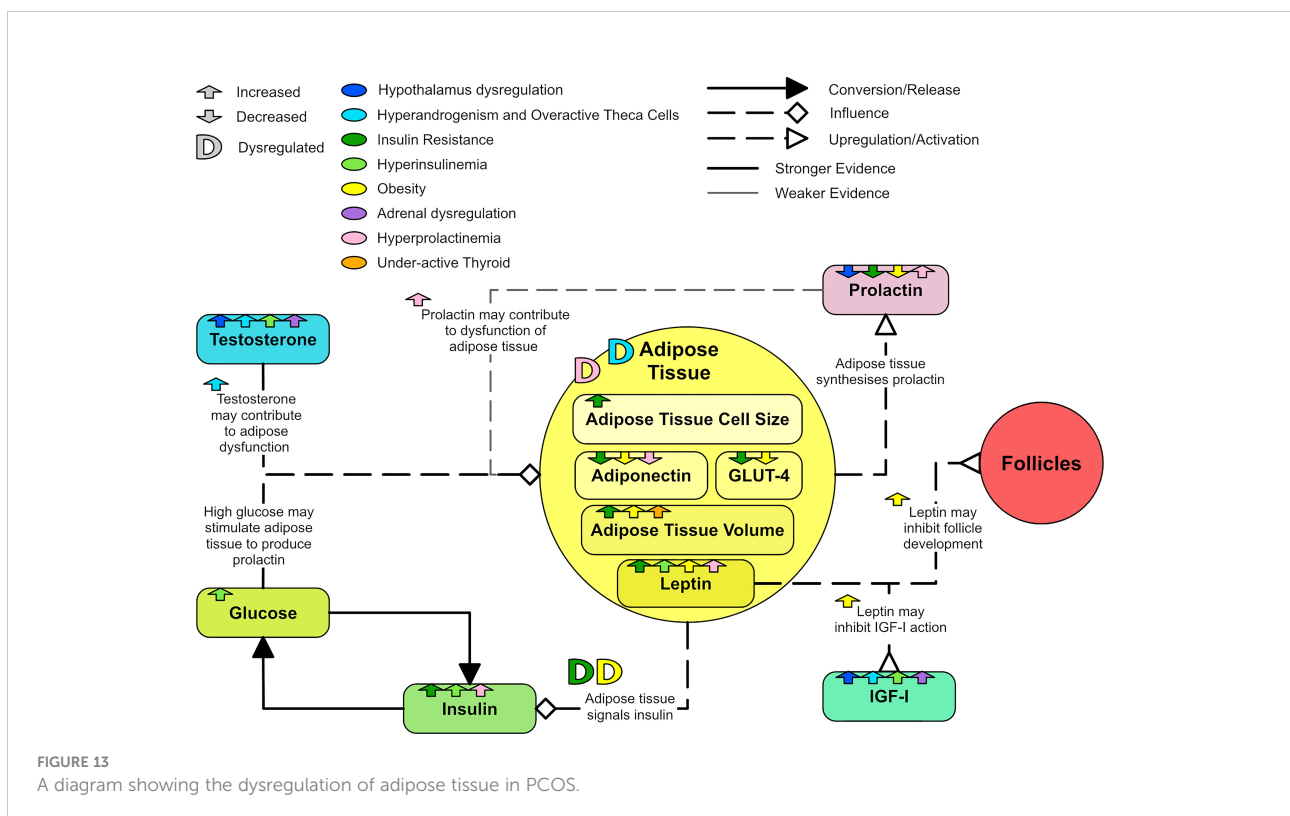 Increased
Decreased
D Dysregulated
Hypothalamus dysregulation
Hyperandrogenism and Overactive Theca Cells
Insulin Resistance
Hyperinsulinemia
Obesity
Adrenal dysregulation
Hyperprolactinemia
Under-active Thyroid
Conversion/Release
Influence
Upregulation/Activation
Stronger Evidence
Weaker Evidence
Prolactin
Prolactin may contribute
to dysfunction of
adipose tissue
Testosterone
Testosterone
may contribute
to adipose
dysfunction
D D
Adipose
Tissue
Adipose Tissue Cell Size
Adiponectin
GLUT-4
Adipose Tissue Volume
Leptin
Adipose tissue
synthesises prolactin
Follicles
Leptin may
inhibit follicle
development
High glucose may
stimulate adipose
tissue to produce
prolactin
Glucose
Leptin may
inhibit IGF-I action
IGF-I
D D
Adipose tissue
signals insulin
Insulin
FIGURE 13
A diagram showing the dysregulation of adipose tissue in PCOS.